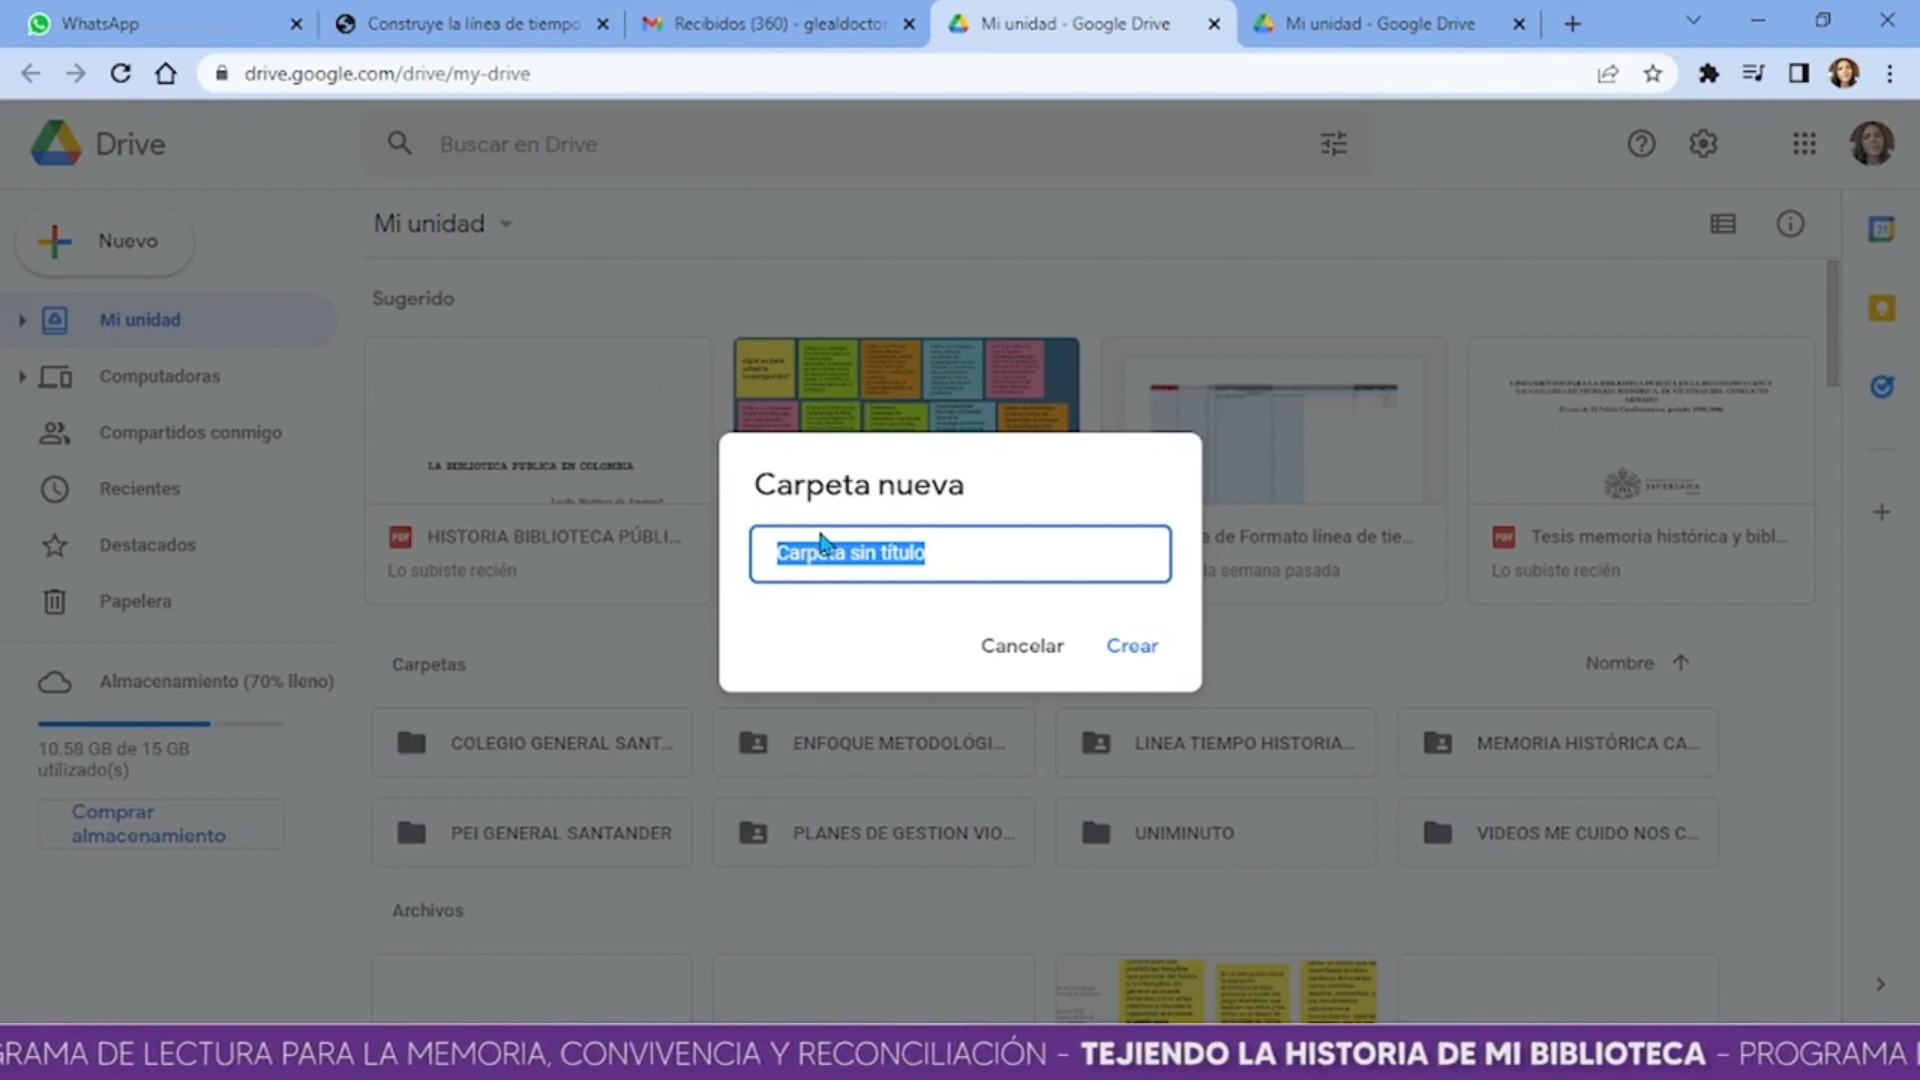 WhatsApp
Construye la línea de tiempo
Recibidos (360) - glealdoctor
Mi unidad - Google Drive
Mi unidad - Google Drive
drive.google.com/drive/my-drive
Drive
Buscar en Drive
Nuevo
Mi unidad
Computadoras
Compartidos conmigo
Recientes
Destacados
Papelera
Almacenamiento (70% lleno)
10.58 GB de 15 GB
utilizado(s)
Comprar
almacenamiento
Mi unidad
Sugerido
LA BIBLIOTECA PUBLICA EN COLOMBIA
PDF HISTORIA BIBLIOTECA PÚBLI...
Lo subiste recién
a de Formato línea de tie...
la semana pasada
JAVERIANA
PDF Tesis memoria histórica y bibl...
Lo subiste recién
Carpeta nueva
Carpeta sin título
Cancelar
Crear
Carpetas
Nombre
COLEGIO GENERAL SANT...
ENFOQUE METODOLÓGI...
LINEA TIEMPO HISTORIA...
MEMORIA HISTÓRICA CA...
PEI GENERAL SANTANDER
PLANES DE GESTION VIO...
UNIMINUTO
VIDEOS ME CUIDO NOS C...
Archivos
31
GRAMA DE LECTURA PARA LA MEMORIA, CONVIVENCIA Y RECONCILIACIÓN - TEJIENDO LA HISTORIA DE MI BIBLIOTECA - PROGRAMA